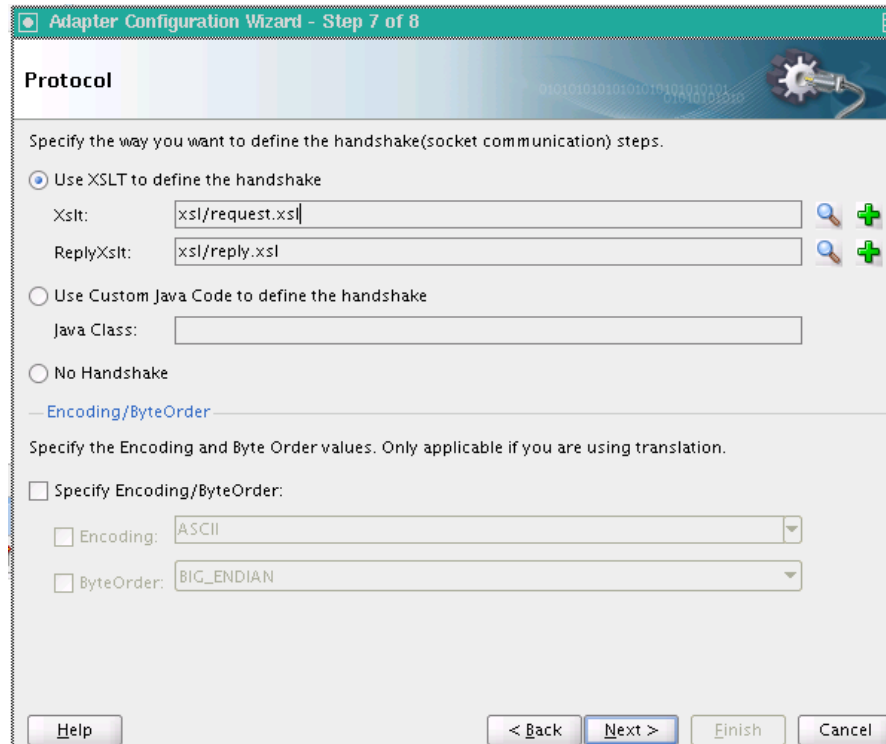 Adapter Configuration Wizard - Step 7 of 8
Protocol
0101010101010101010101010101
01010101010
Specify the way you want to define the handshake(socket communication) steps.
Use XSLT to define the handshake
Xslt: xsl/request.xsl
ReplyXslt: xsl/reply.xsl
Use Custom Java Code to define the handshake
Java Class:
No Handshake
Encoding/ByteOrder
Specify the Encoding and Byte Order values. Only applicable if you are using translation.
Specify Encoding/ByteOrder:
Encoding: ASCII
ByteOrder: BIG_ENDIAN
Help < Back Next > Finish Cancel